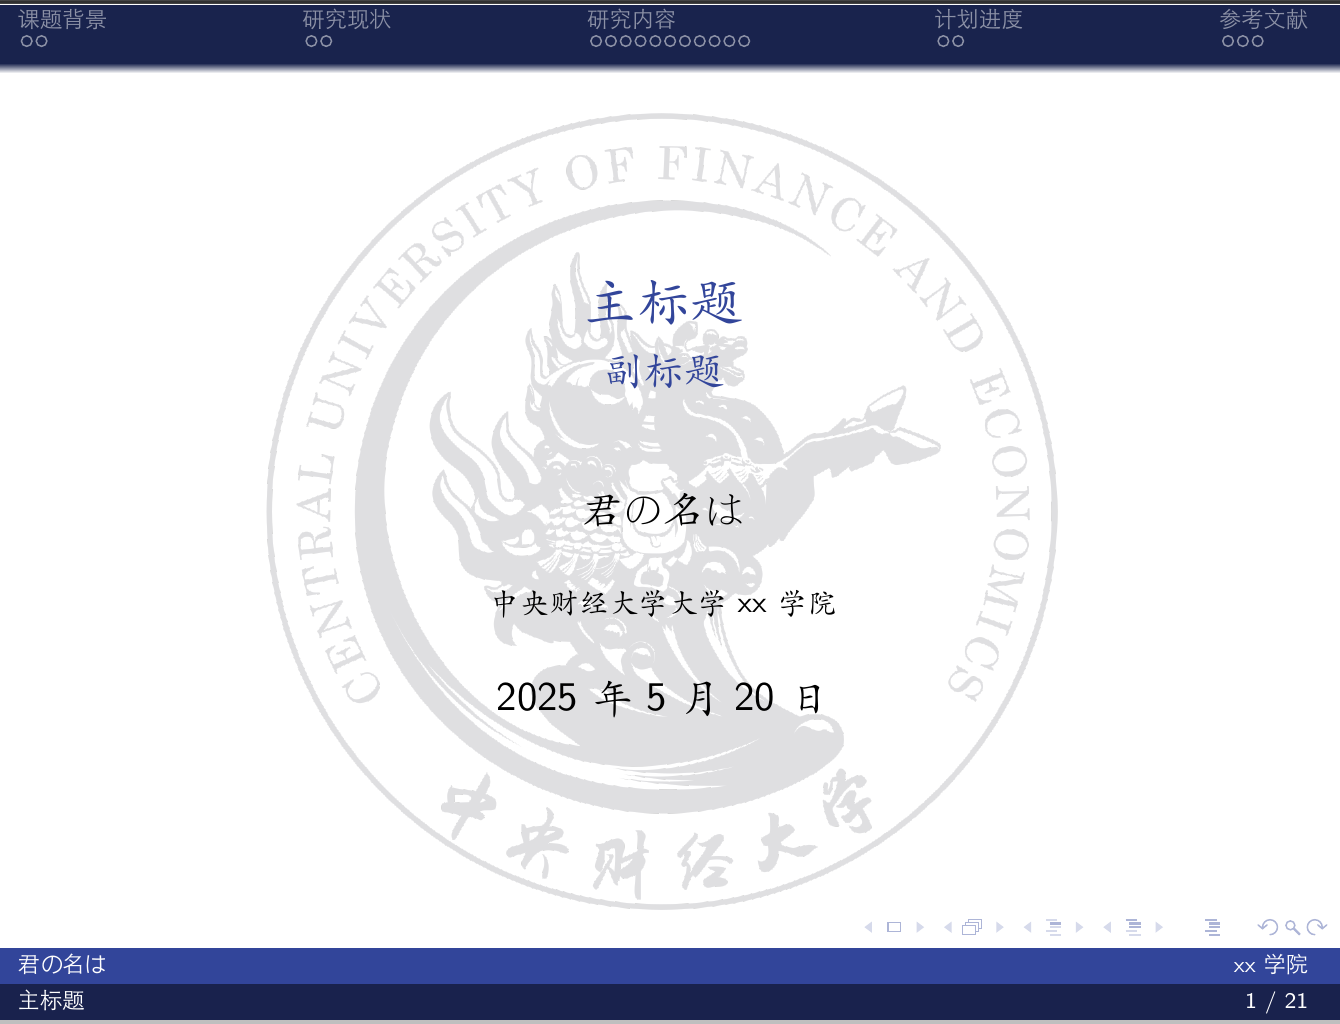 课题背景
研究现状
研究内容
计划进度
参考文献
CENTRAL UNIVERSITY OF FINANCE AND ECONOMICS
主标题
副标题
君の名は
中央财经大学大学 xx 学院
2025 年 5 月 20 日
中央财经大学
君の名は
xx 学院
主标题
1 / 21